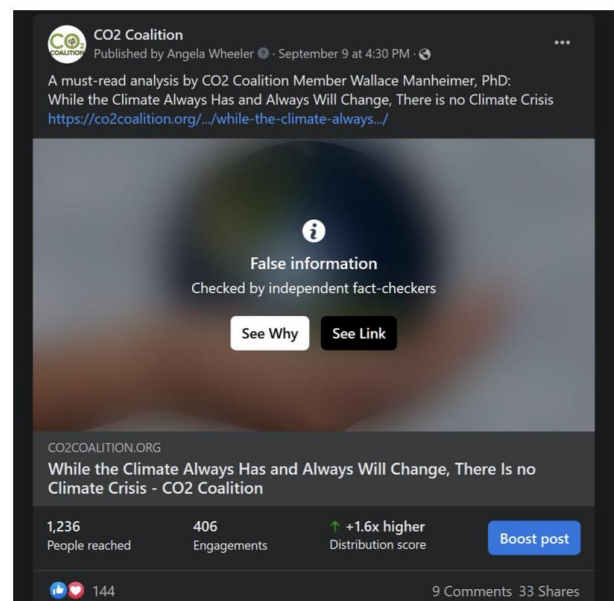 CO2
COALITION
CO2 Coalition
Published by Angela Wheeler · September 9 at 4:30 PM ·
A must-read analysis by CO2 Coalition Member Wallace Manheimer, PhD:
While the Climate Always Has and Always Will Change, There is no Climate Crisis
https://co2coalition.org/.../while-the-climate-always.../
False information
Checked by independent fact-checkers
See Why See Link
CO2COALITION.ORG
While the Climate Always Has and Always Will Change, There Is no
Climate Crisis - CO2 Coalition
1,236 406 ↑ +1.6x higher
People reached Engagements Distribution score Boost post
144 9 Comments 33 Shares